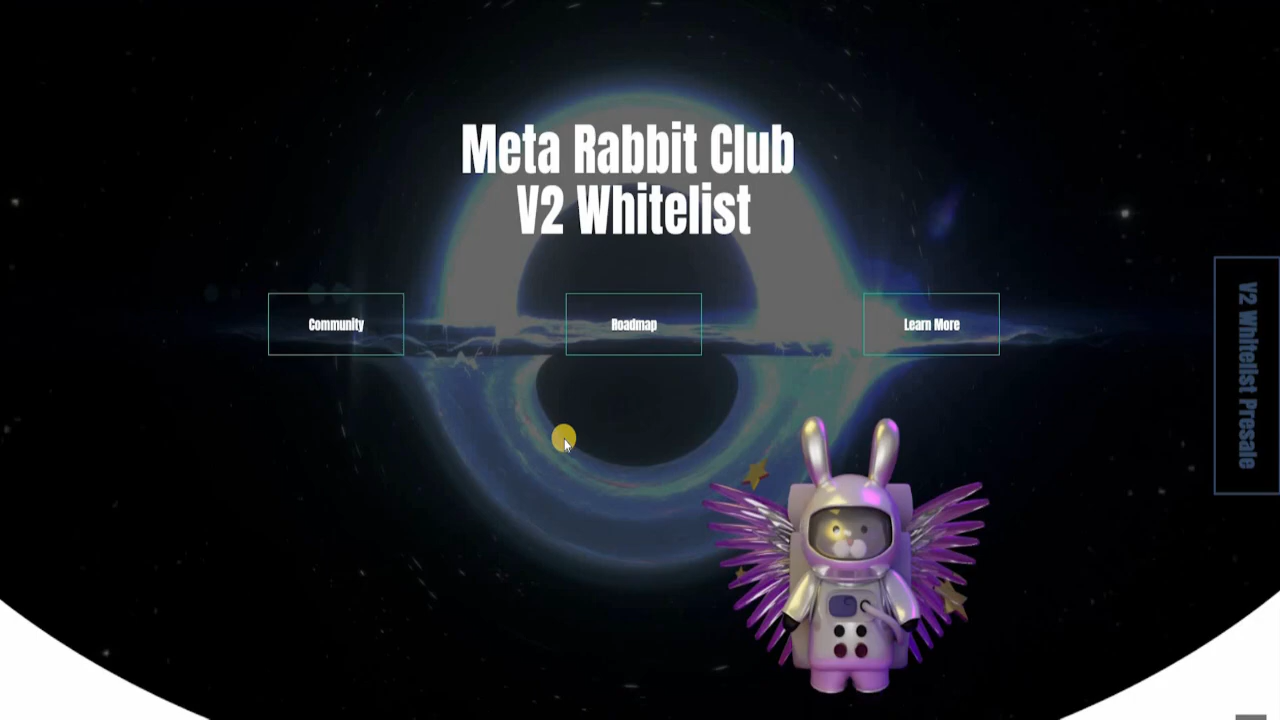 Meta Rabbit Club
V2 Whitelist
Community
Roadmap
Learn More
V2 Whitelist Presale